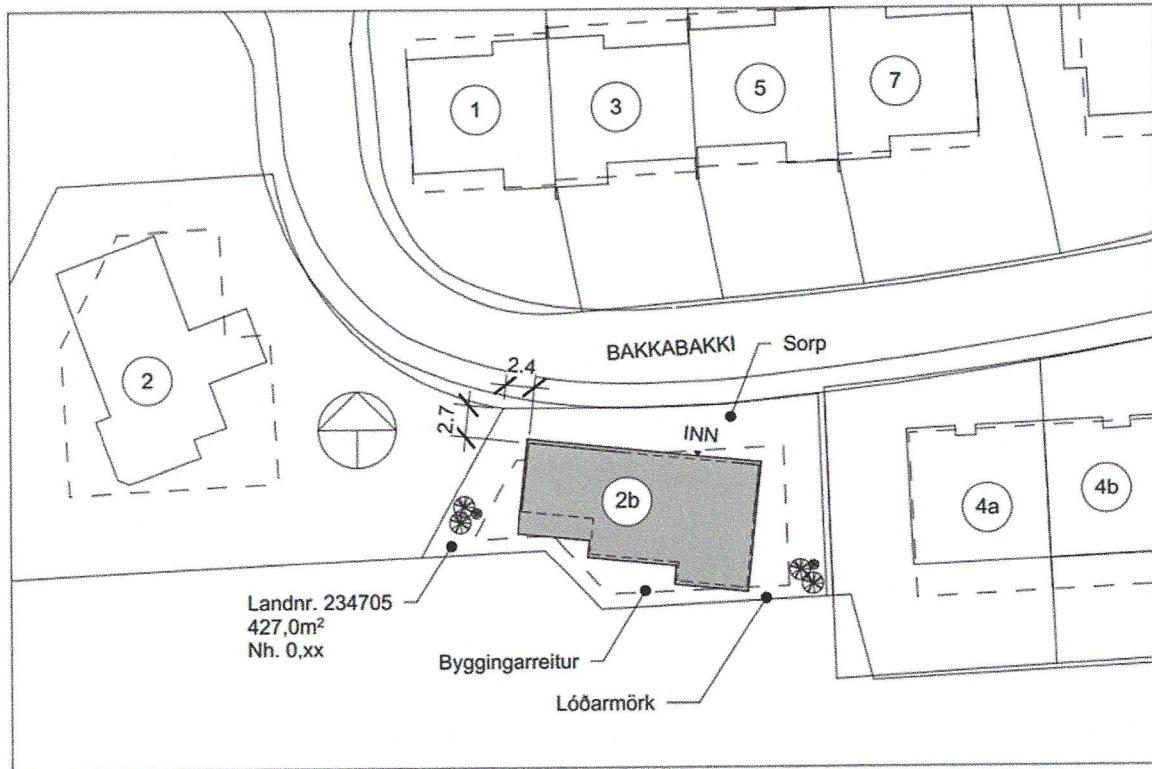 1
3
5
7
BAKKABAKKI
Sorp
2.4
2
2.7
INN
2b
4a
4b
Landnr. 234705
427,0m²
Nh. 0,xx
Byggingarreitur
Lóðarmörk